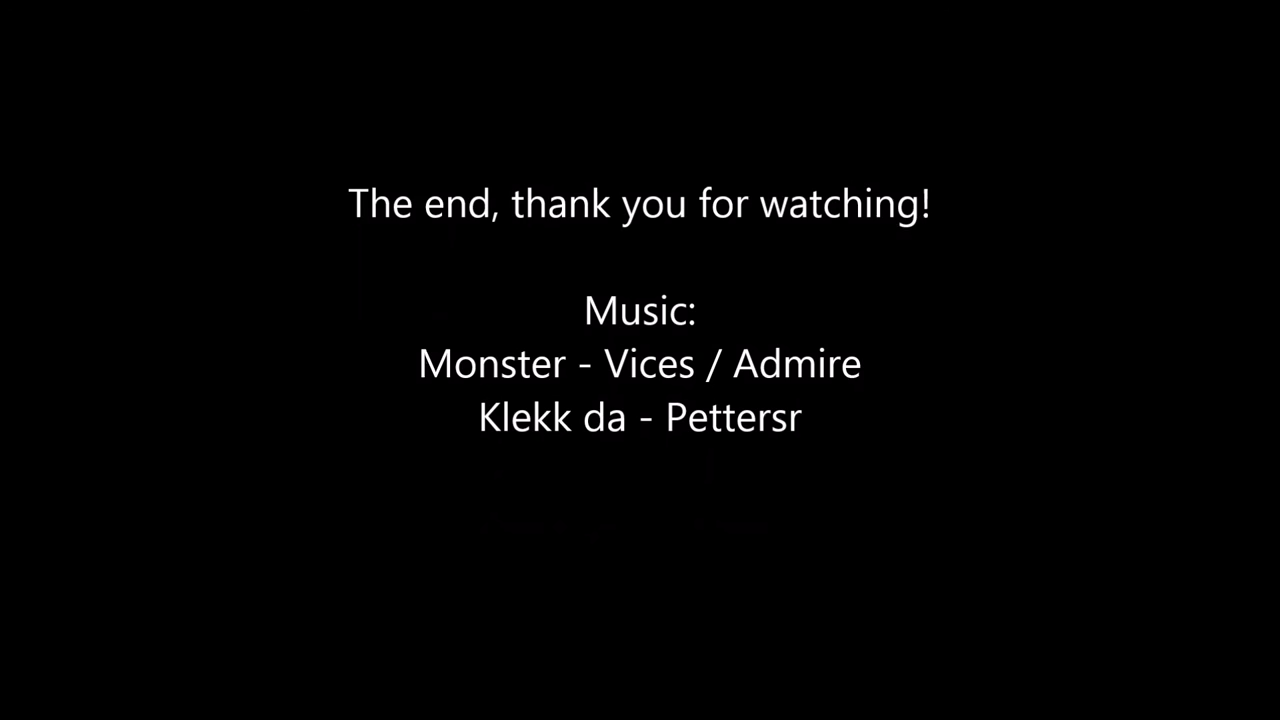 The end, thank you for watching!
Music:
Monster - Vices / Admire
Klekk da - Pettersr